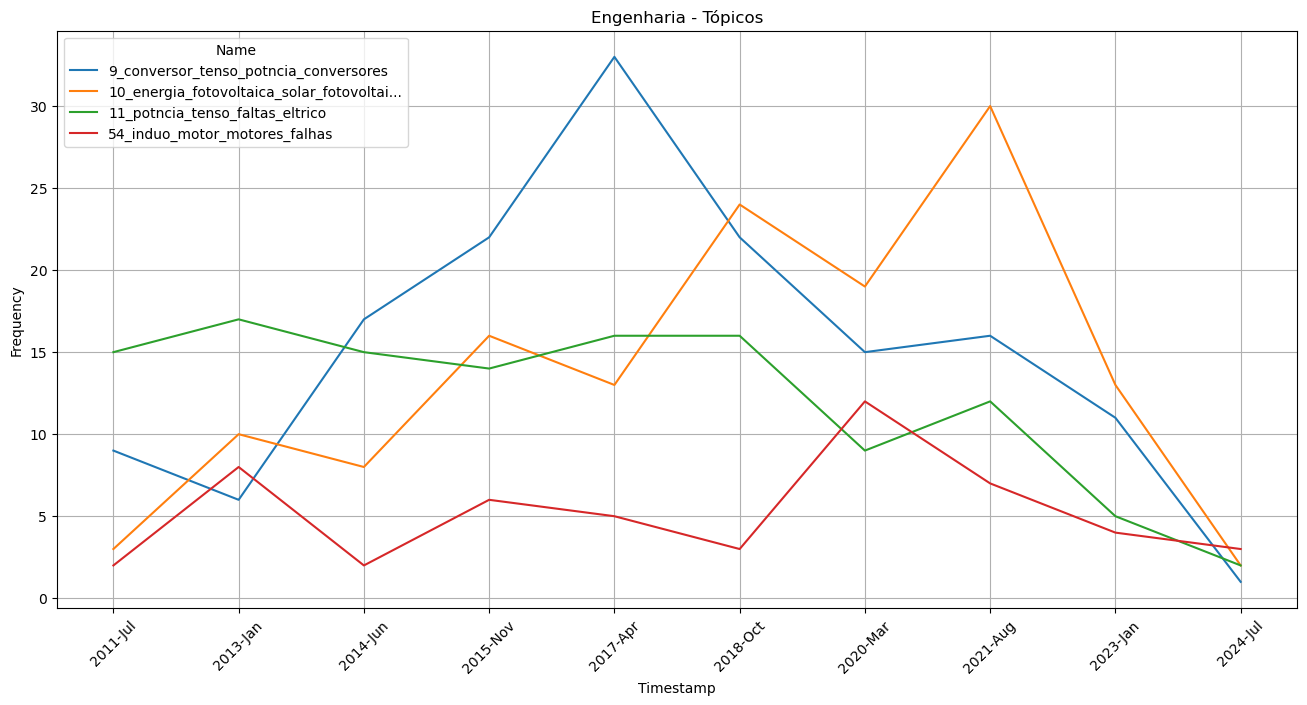 Engenharia - Tópicos
Name
9_conversor_tenso_potncia_conversores
10_energia_fotovoltaica_solar_fotovoltai...
11_potncia_tenso_faltas_eltrico
54_induo_motor_motores_falhas
Frequency
30
25
20
15
10
5
0
2011-Jul
2013-Jan
2014-Jun
2015-Nov
2017-Apr
2018-Oct
2020-Mar
2021-Aug
2023-Jan
2024-Jul
Timestamp